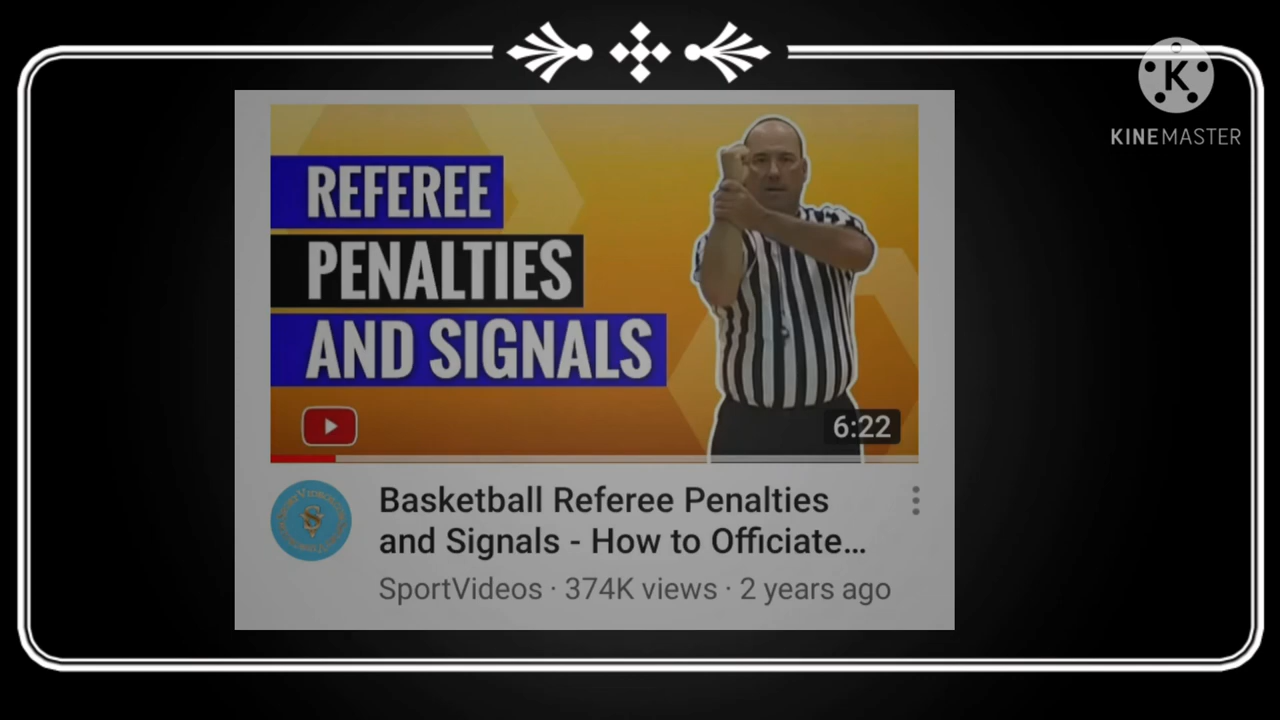 K
KINEMASTER
REFEREE
PENALTIES
AND SIGNALS
6:22
Basketball Referee Penalties
and Signals - How to Officiate...
SportVideos · 374K views · 2 years ago